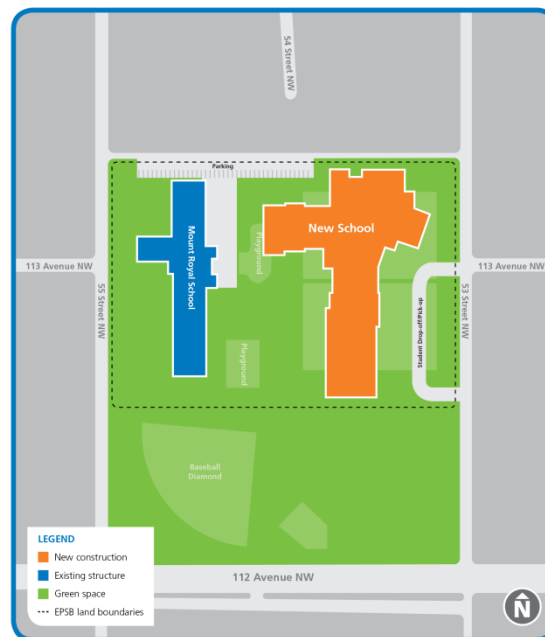 54 Street NW
Parking
Mount Royal School
New School
Playground
113 Avenue NW
113 Avenue NW
55 Street NW
53 Street NW
Student Drop-off/Pick-up
Playground
Baseball
Diamond
LEGEND
New construction
Existing structure
Green space
EPSB land boundaries
112 Avenue NW
N